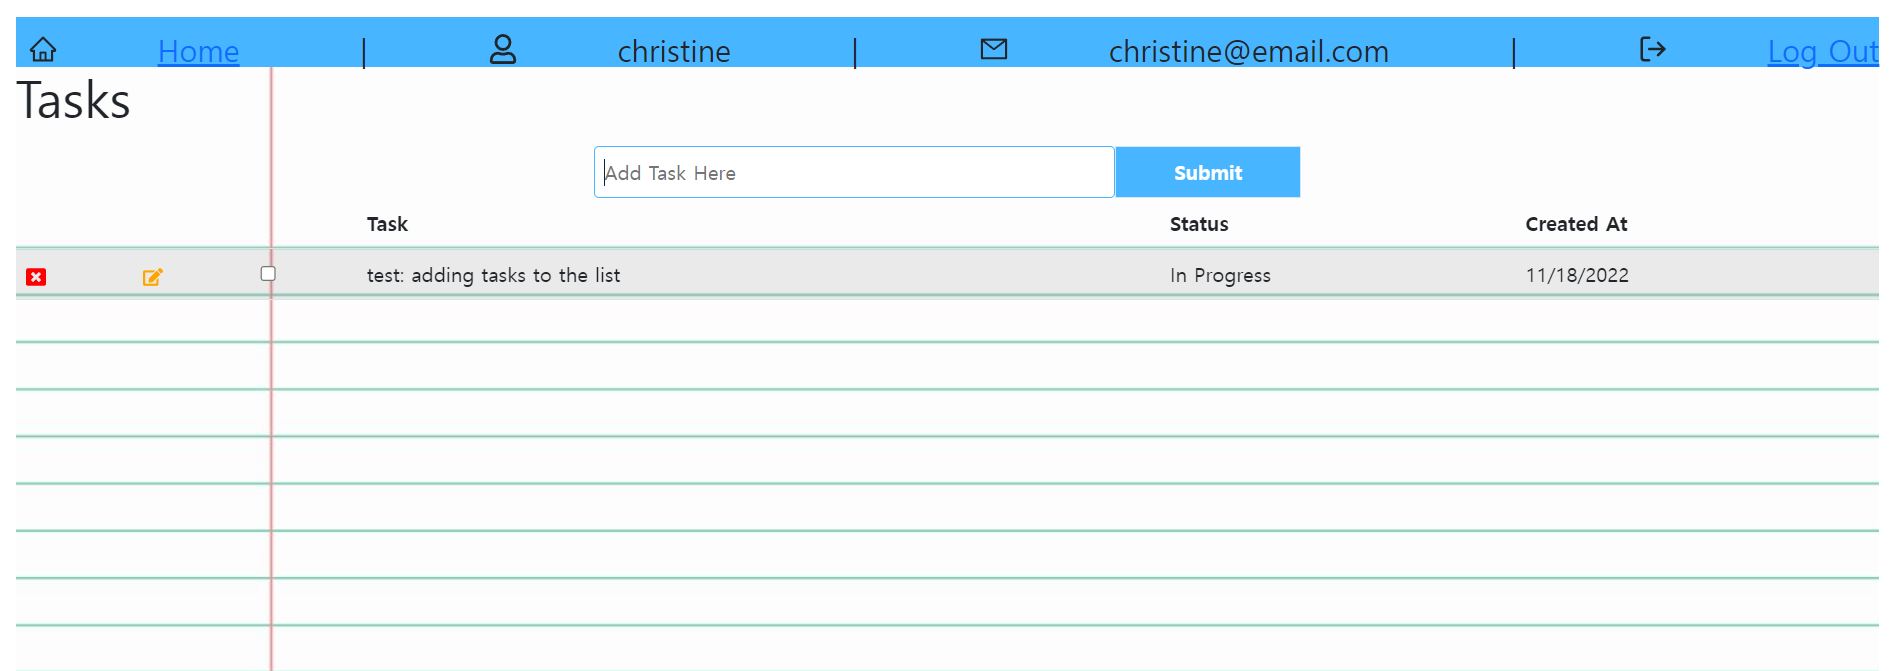 Home | christine | christine@email.com | Log Out
Tasks
Add Task Here Submit
Task Status Created At
test: adding tasks to the list In Progress 11/18/2022